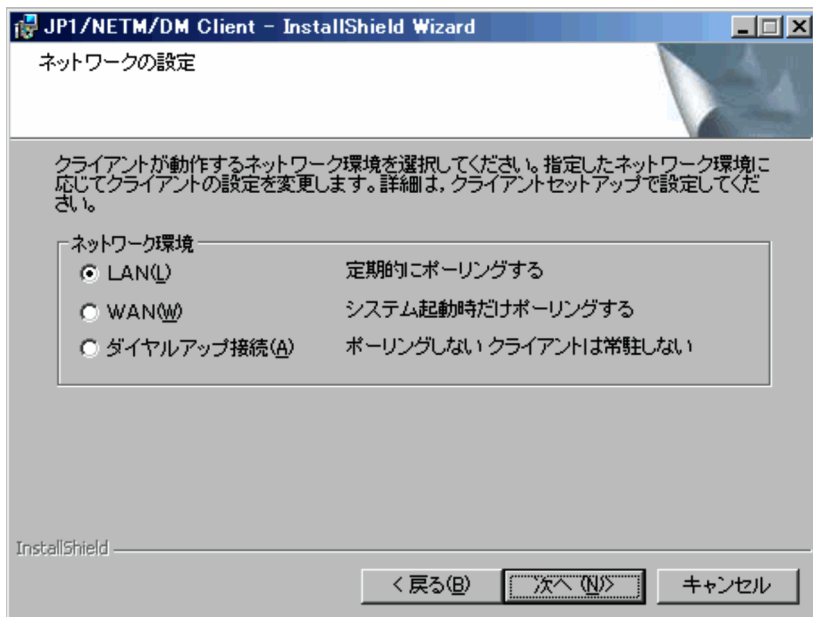 JP1/NETM/DM Client - InstallShield Wizard
ネットワークの設定
クライアントが動作するネットワーク環境を選択してください。指定したネットワーク環境に
応じてクライアントの設定を変更します。詳細は，クライアントセットアップで設定してくだ
さい。
ネットワーク環境
LAN(L) 定期的にポーリングする
WAN(W) システム起動時だけポーリングする
ダイヤルアップ接続(A) ポーリングしない クライアントは常駐しない
InstallShield
< 戻る(B) 次へ (N)> キャンセル